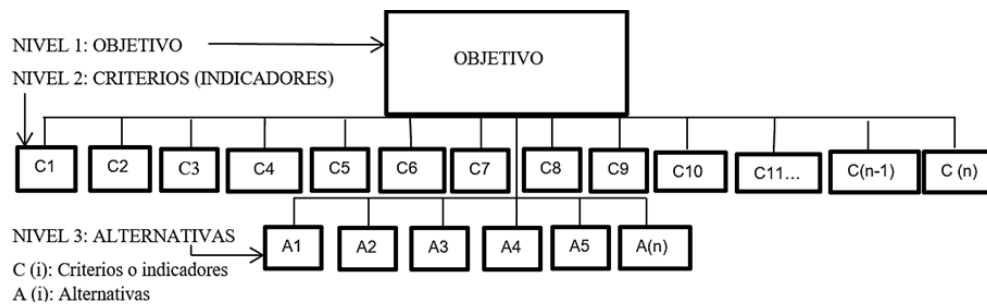 NIVEL 1: OBJETIVO
OBJETIVO
NIVEL 2: CRITERIOS (INDICADORES)
C1 C2 C3 C4 C5 C6 C7 C8 C9 C10 C11... C(n-1) C (n)
NIVEL 3: ALTERNATIVAS
A1 A2 A3 A4 A5 A(n)
C (i): Criterios o indicadores
A (i): Alternativas